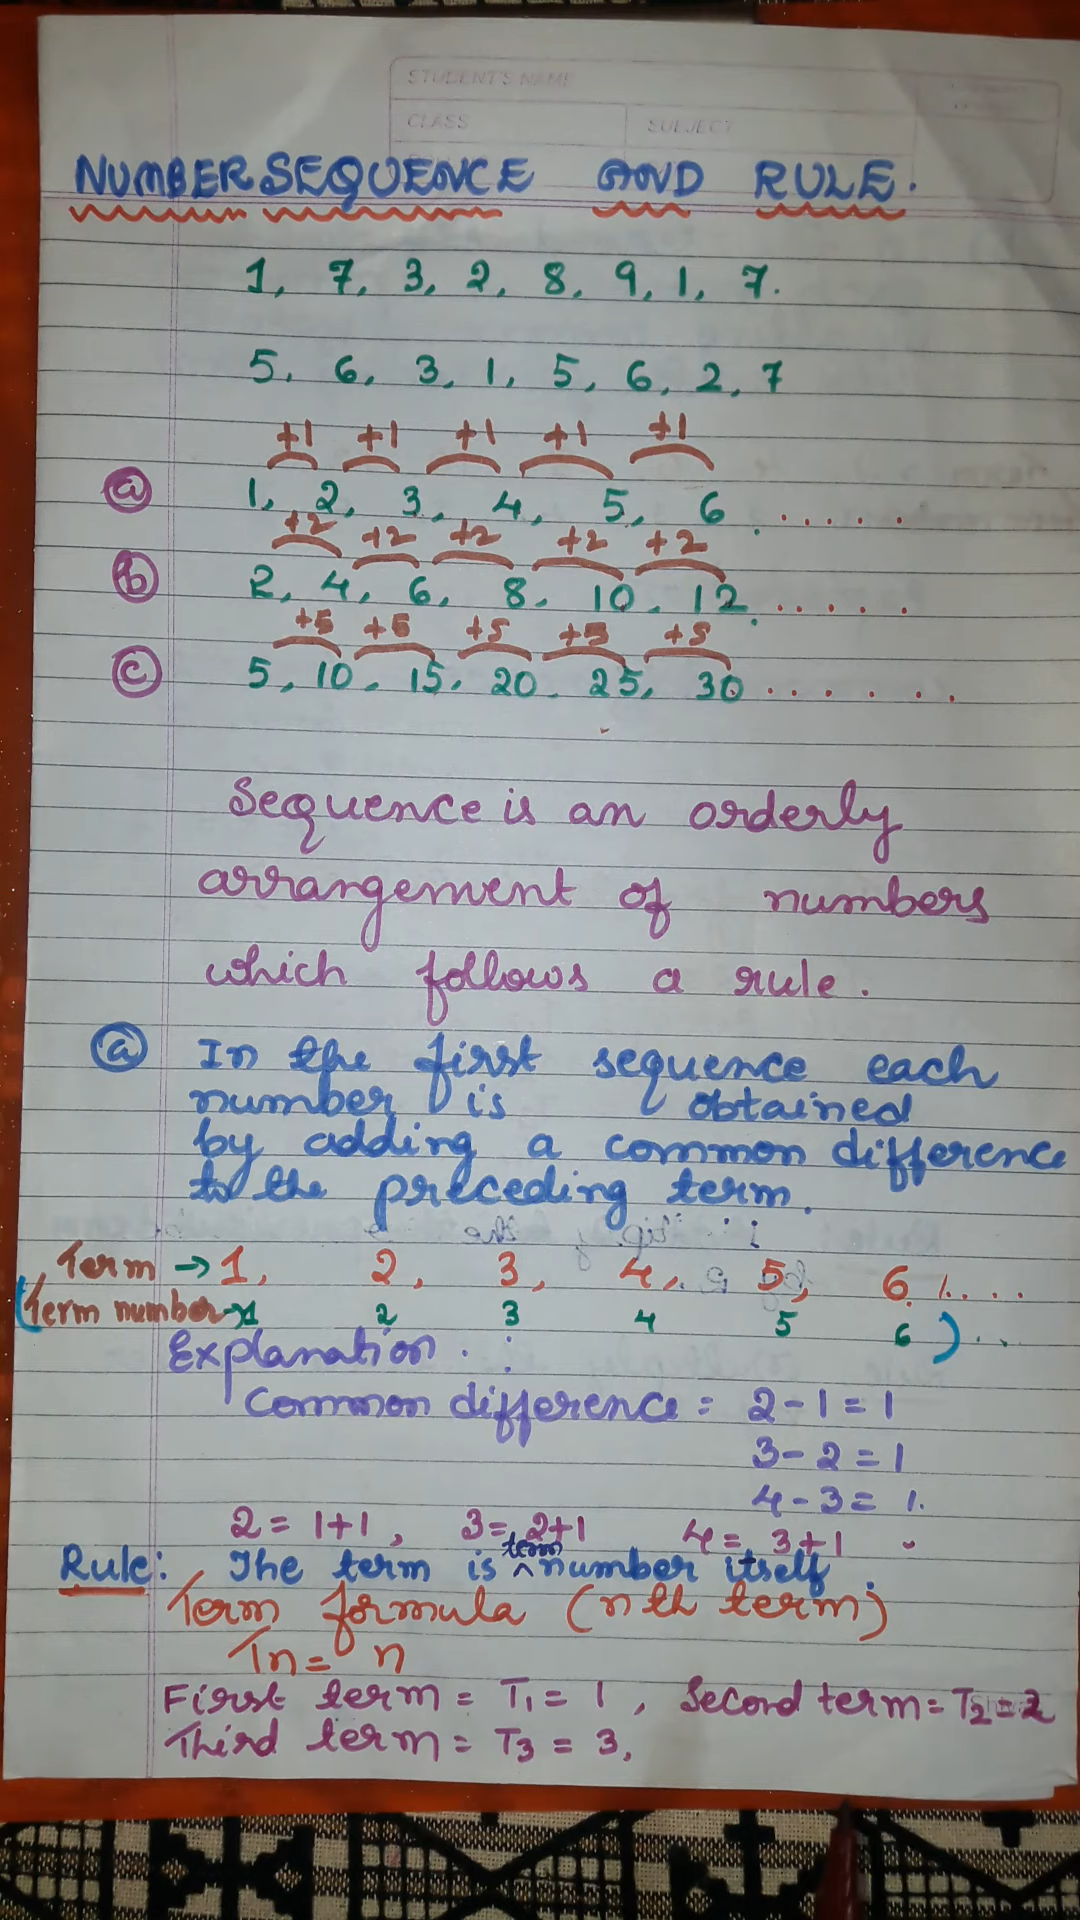 STUDENT'S NAME
CLASS
SUBJECT
NUMBER SEQUENCE AND RULE.
1, 7, 3, 2, 8, 9, 1, 7.
5, 6, 3, 1, 5, 6, 2, 7
+1 +1 +1 +1 +1
(a) 1, 2, 3, 4, 5, 6 . . . . . .
+2 +2 +2 +2 +2
(b) 2, 4, 6, 8, 10, 12 . . . . . .
+5 +5 +5 +5 +5
(c) 5, 10, 15, 20, 25, 30 . . . . . .
Sequence is an orderly
arrangement of numbers
which follows a rule.
(a) In the first sequence each
number is obtained
by adding a common difference
to the preceding term.
Term → 1, 2, 3, 4, 5, 6, . . . .
(Term number → 1 2 3 4 5 6 ) . . .
Explanation :
Common difference = 2 - 1 = 1
3 - 2 = 1
4 - 3 = 1.
2 = 1+1, 3 = 2+1 4 = 3+1
Rule: The term is term number itself.
Term formula (nth term)
Tn = n
First term = T1 = 1, Second term = T2 = 2
Third term = T3 = 3,